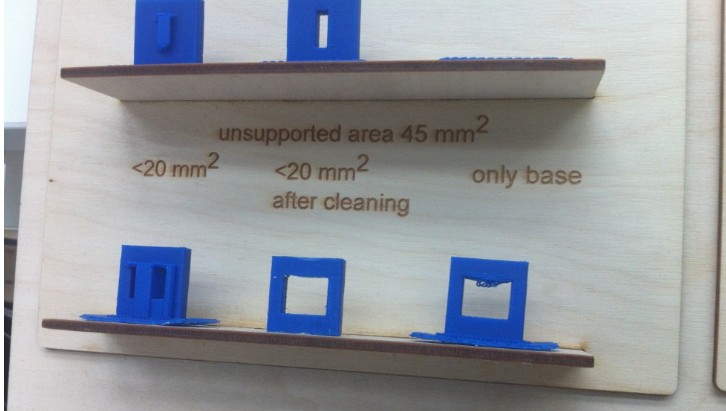 unsupported area 45 mm²
<20 mm² <20 mm² only base
after cleaning